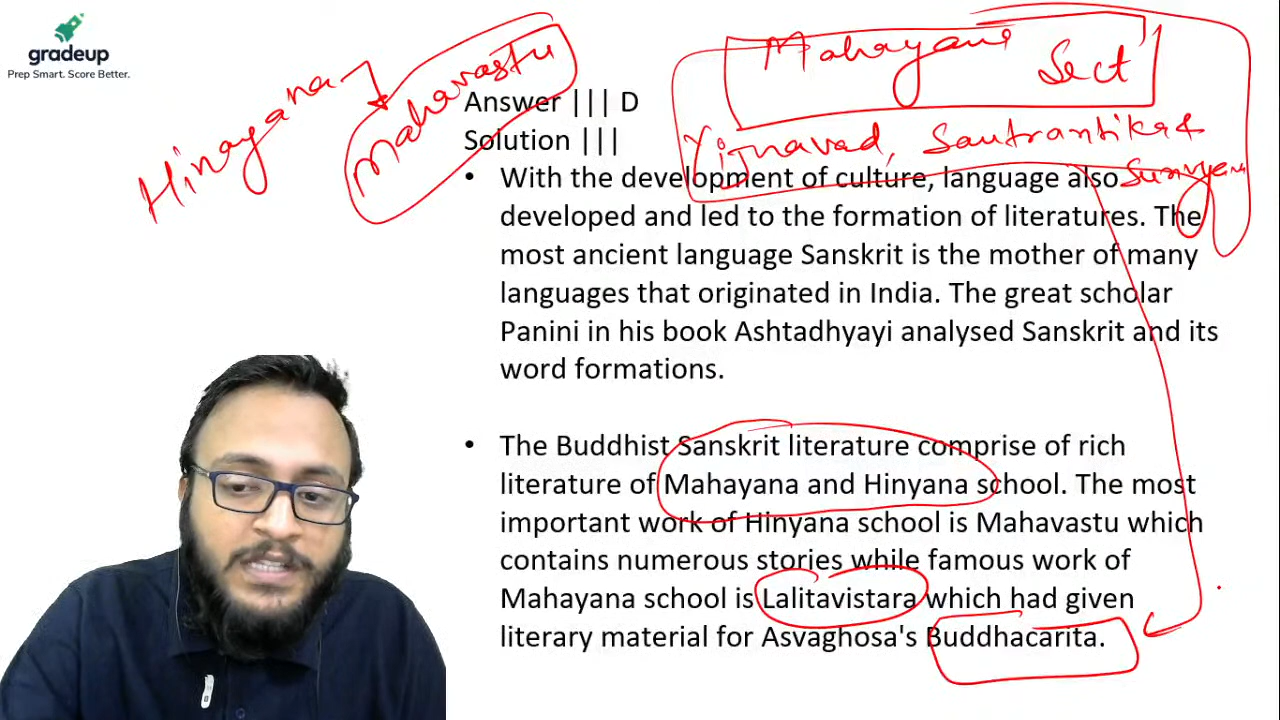 gradeup
Prep Smart. Score Better.
Hinayana
Mahavastu
Mahayana
Sect
Vijnavad, Sautrantika &
Answer ||| D
Solution |||
• With the development of culture, language also
developed and led to the formation of literatures. The
most ancient language Sanskrit is the mother of many
languages that originated in India. The great scholar
Panini in his book Ashtadhyayi analysed Sanskrit and its
word formations.
• The Buddhist Sanskrit literature comprise of rich
literature of Mahayana and Hinyana school. The most
important work of Hinyana school is Mahavastu which
contains numerous stories while famous work of
Mahayana school is Lalitavistara which had given
literary material for Asvaghosa's Buddhacarita.